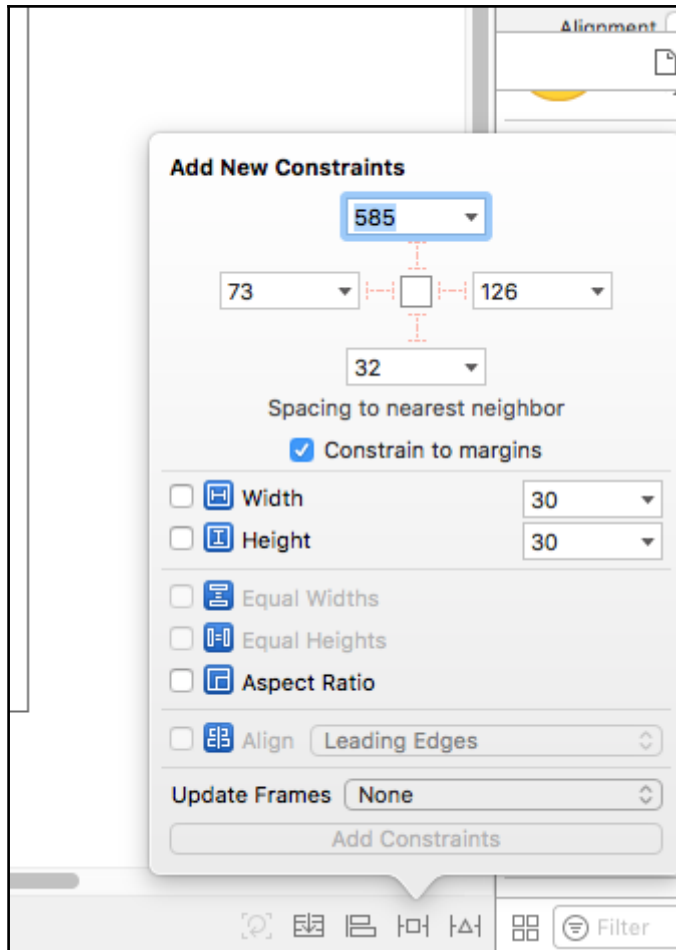 Alignment
Add New Constraints
585
73
126
32
Spacing to nearest neighbor
Constrain to margins
Width
30
Height
30
Equal Widths
Equal Heights
Aspect Ratio
Align
Leading Edges
Update Frames
None
Add Constraints
Filter